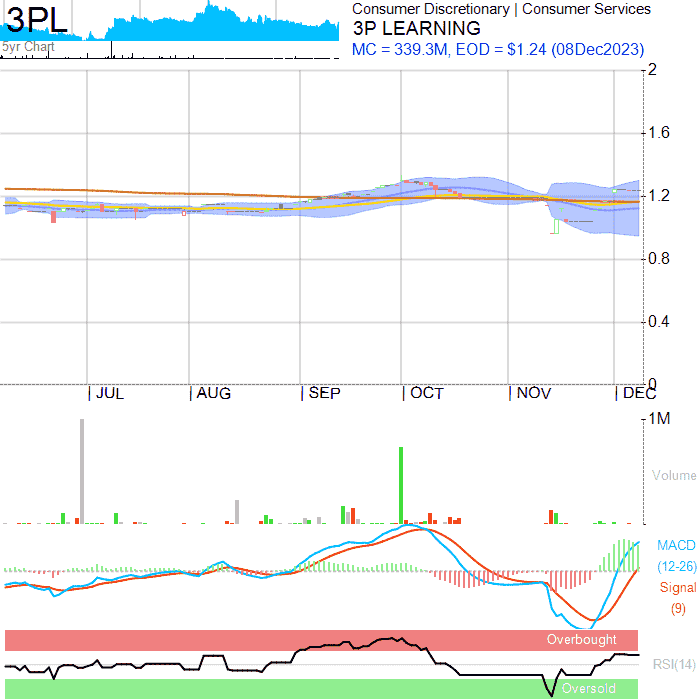 3PL
5yr Chart
Consumer Discretionary | Consumer Services
3P LEARNING
MC = 339.3M, EOD = $1.24 (08Dec2023)
2
1.6
1.2
0.8
0.4
0
JUL AUG SEP OCT NOV DEC
1M
Volume
MACD
(12-26)
Signal
(9)
Overbought
RSI(14)
Oversold